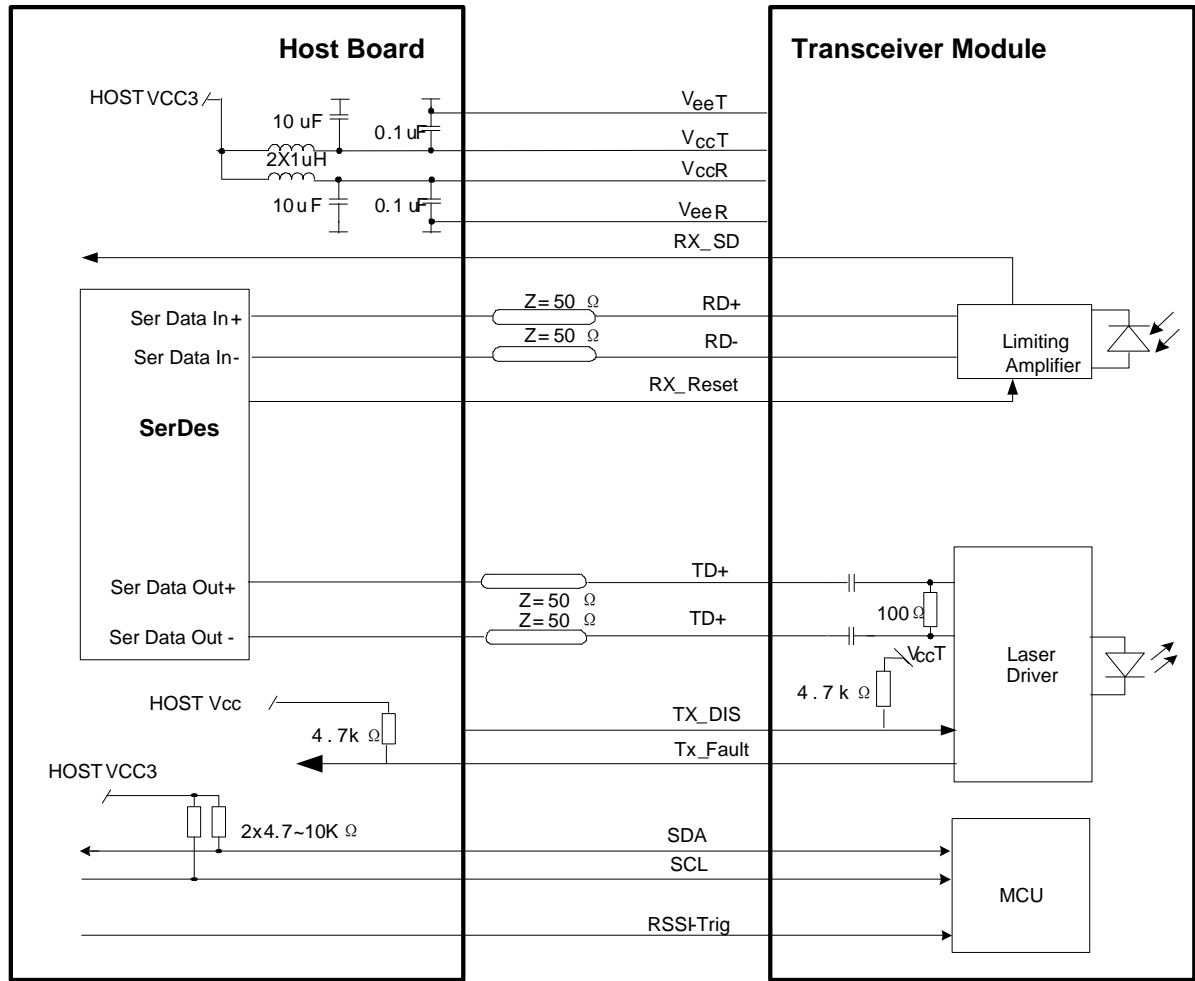 Host Board
Transceiver Module
HOST VCC3
10 uF
0.1 uF
2X1uH
10uF
0.1 uF
VeeT
VccT
VccR
VeeR
RX_SD
Z=50 Ω
RD+
Z=50 Ω
RD-
Ser Data In+
Ser Data In-
Limiting
Amplifier
RX_Reset
SerDes
Ser Data Out+
Ser Data Out -
TD+
Z=50 Ω
Z=50 Ω
TD+
100 Ω
VccT
4.7k Ω
Laser
Driver
HOST Vcc
4.7k Ω
TX_DIS
Tx_Fault
HOST VCC3
2x4.7~10K Ω
SDA
SCL
MCU
RSSI-Trig